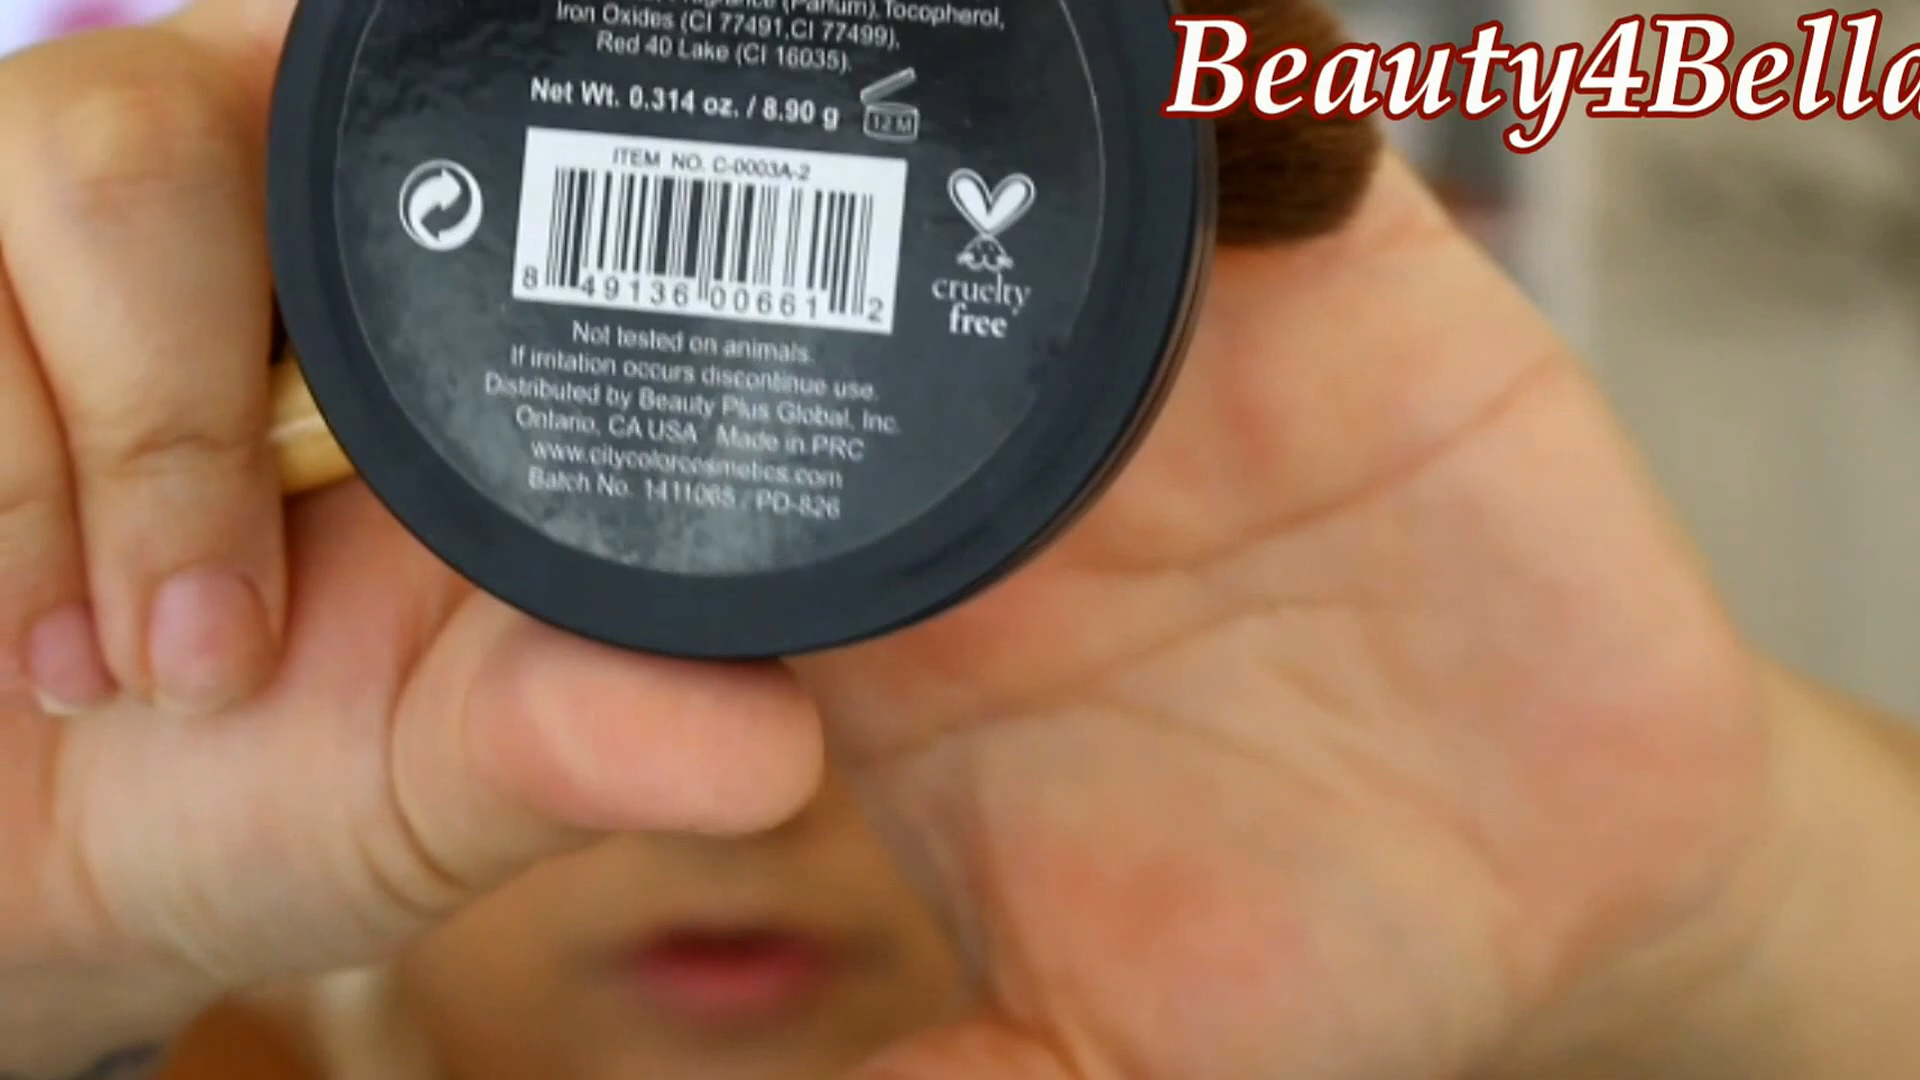 Beauty4Bella
(Parfum), Tocopherol,
Iron Oxides (CI 77491,CI 77499),
Red 40 Lake (CI 16035).
Net Wt. 0.314 oz. / 8.90 g
12 M
ITEM NO. C-0003A-2
8 49136 00661 2
cruelty
free
Not tested on animals.
If irritation occurs discontinue use.
Distributed by Beauty Plus Global, Inc.
Ontario, CA USA Made in PRC
www.citycolorcosmetics.com
Batch No. 1411065 / PD-826